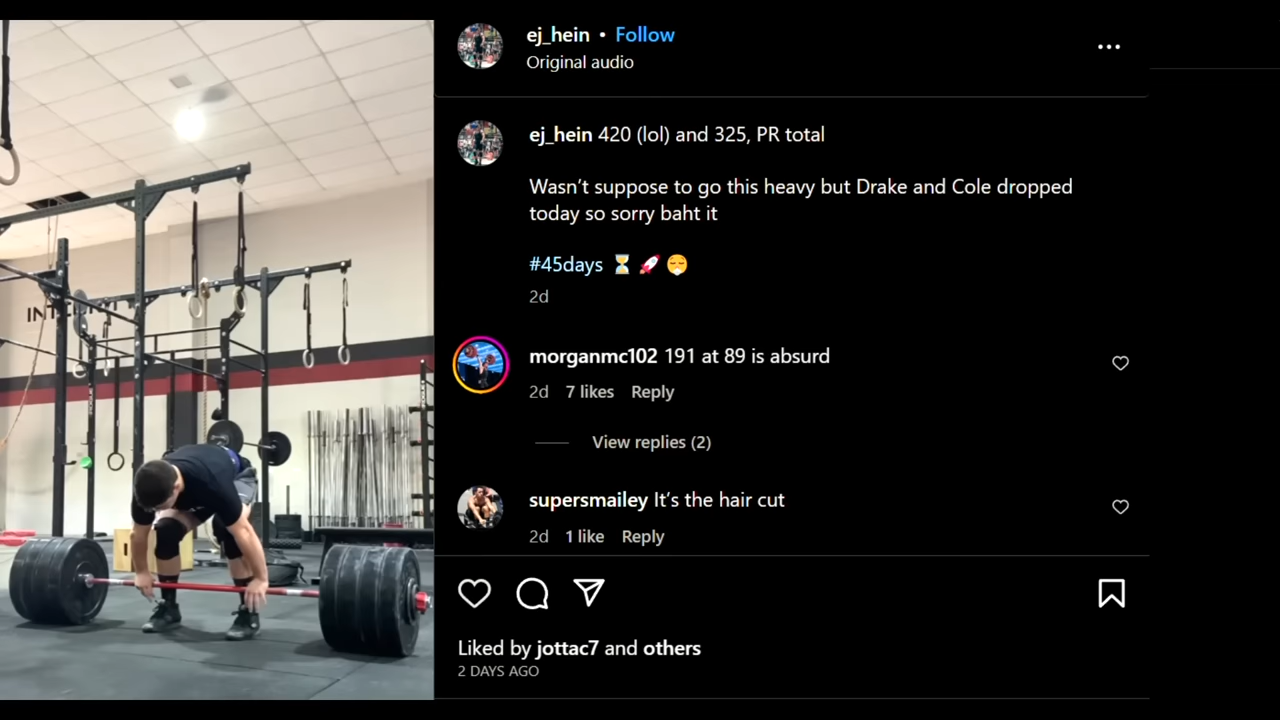 ej_hein • Follow
Original audio
ej_hein 420 (lol) and 325, PR total
Wasn’t suppose to go this heavy but Drake and Cole dropped
today so sorry baht it
#45days ⏳ 🚀 😤
2d
morganmc102 191 at 89 is absurd
2d 7 likes Reply
View replies (2)
supersmailey It’s the hair cut
2d 1 like Reply
Liked by jottac7 and others
2 DAYS AGO